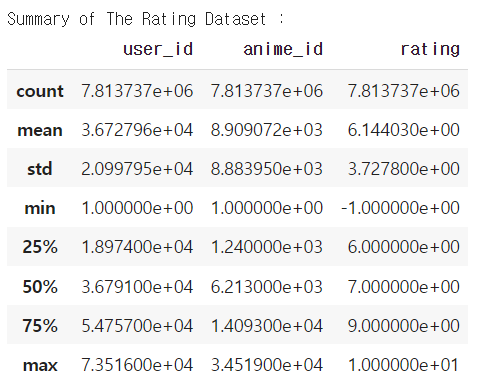 Summary of The Rating Dataset :
user_id anime_id rating
count 7.813737e+06 7.813737e+06 7.813737e+06
mean 3.672796e+04 8.909072e+03 6.144030e+00
std 2.099795e+04 8.883950e+03 3.727800e+00
min 1.000000e+00 1.000000e+00 -1.000000e+00
25% 1.897400e+04 1.240000e+03 6.000000e+00
50% 3.679100e+04 6.213000e+03 7.000000e+00
75% 5.475700e+04 1.409300e+04 9.000000e+00
max 7.351600e+04 3.451900e+04 1.000000e+01